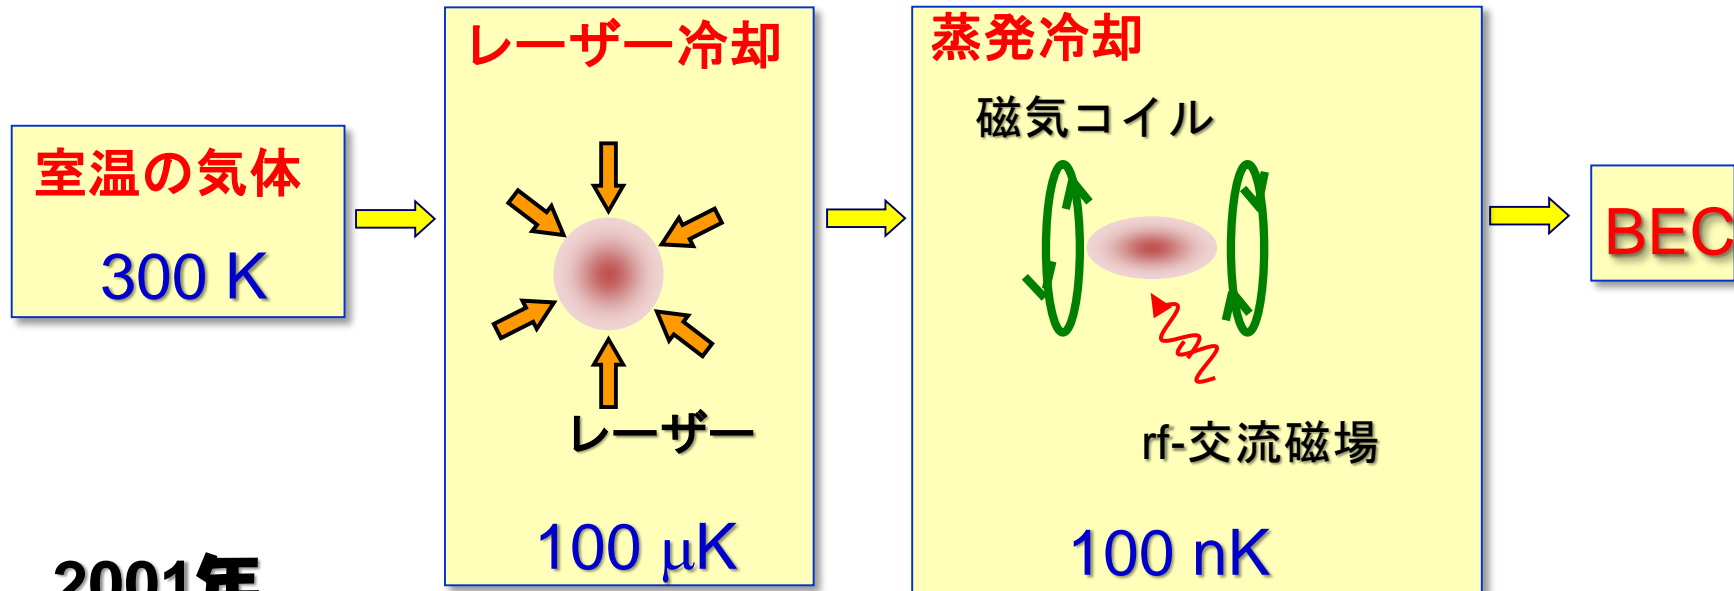 室温の気体
300 K
レーザー冷却
レーザー
100 μK
蒸発冷却
磁気コイル
rf-交流磁場
100 nK
BEC
2001年